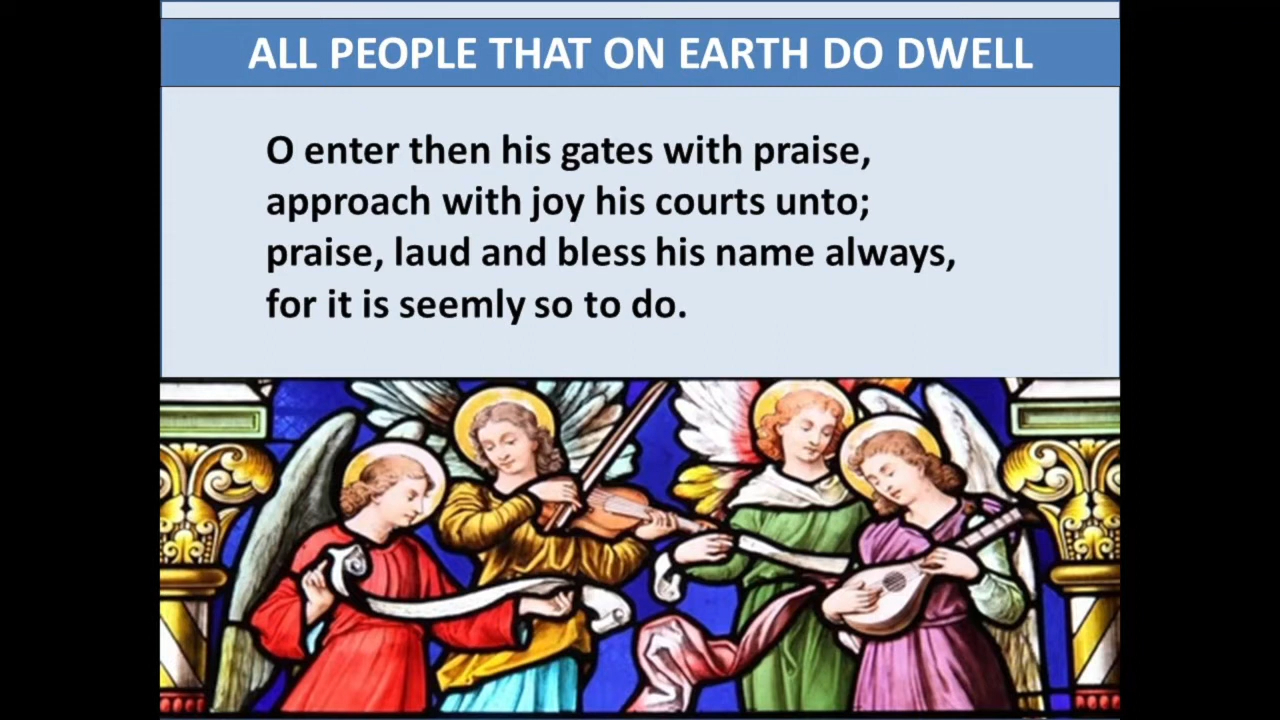 ALL PEOPLE THAT ON EARTH DO DWELL
O enter then his gates with praise,
approach with joy his courts unto;
praise, laud and bless his name always,
for it is seemly so to do.